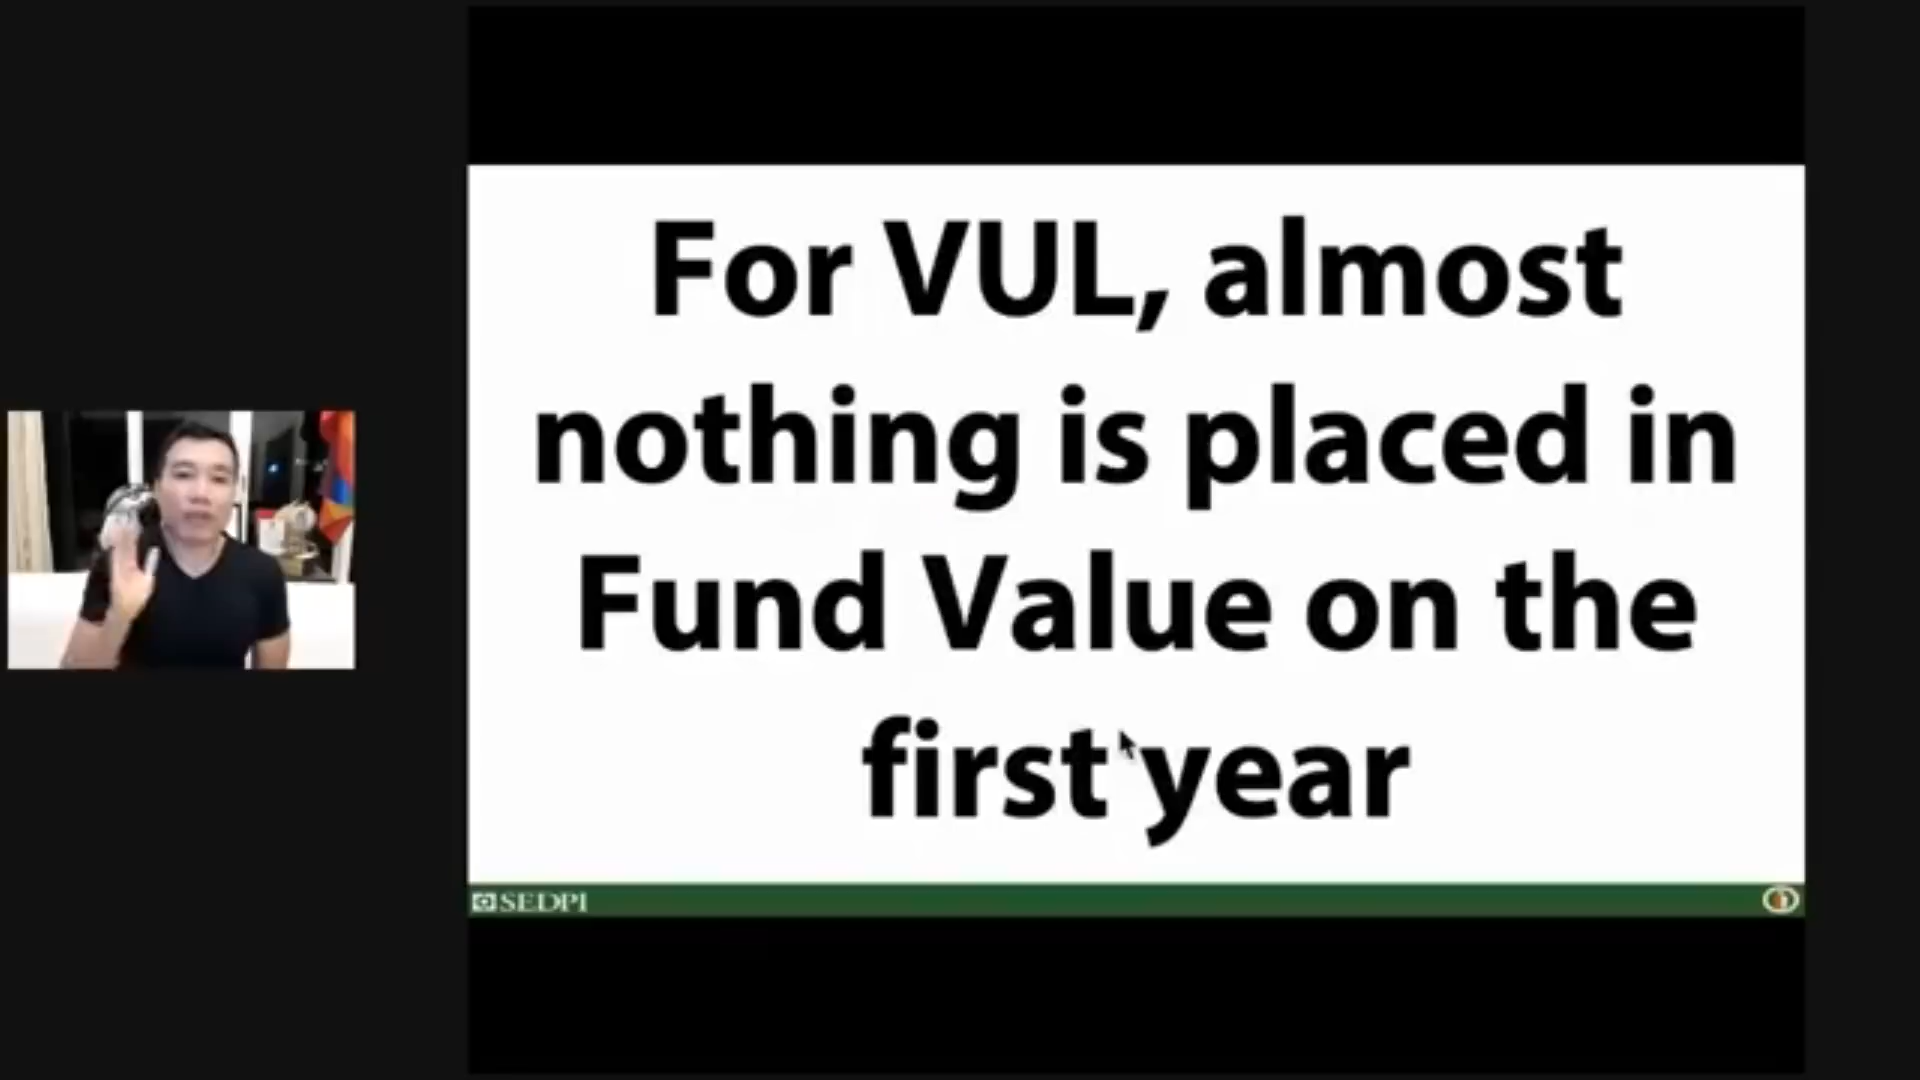 For VUL, almost
nothing is placed in
Fund Value on the
first year
SEDPI